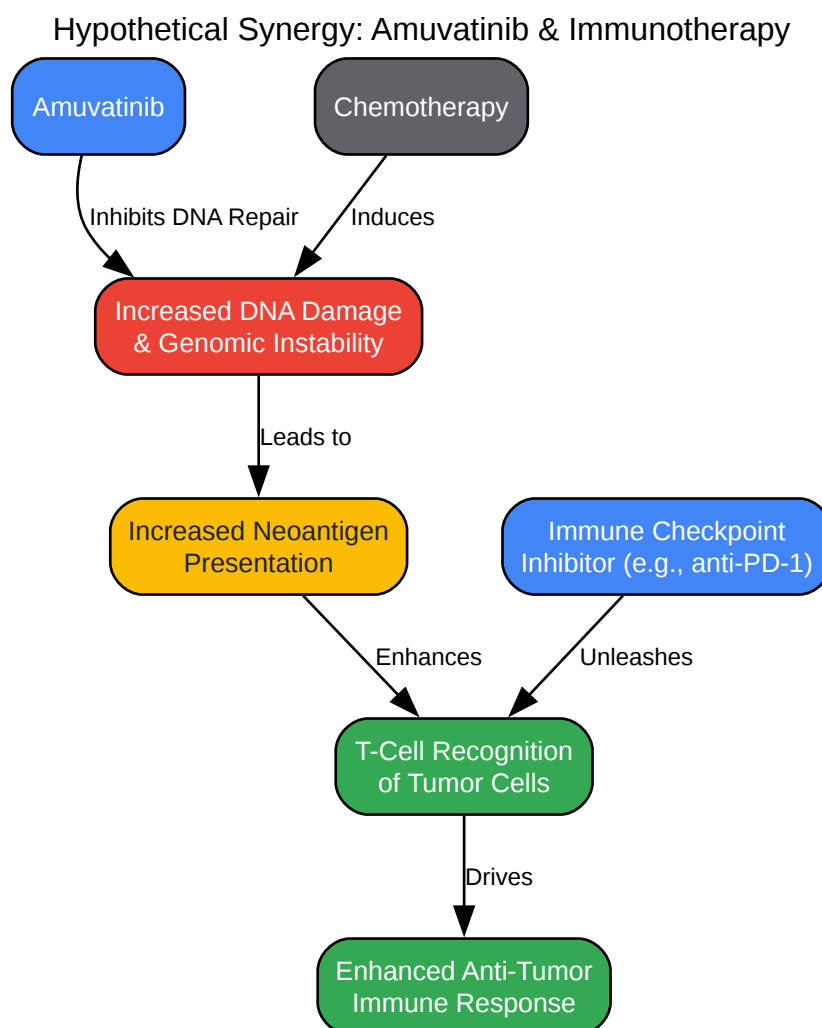 Hypothetical Synergy: Amuvatinib & Immunotherapy
Amuvatinib
Chemotherapy
Inhibits DNA Repair
Induces
Increased DNA Damage
& Genomic Instability
Leads to
Increased Neoantigen
Presentation
Immune Checkpoint
Inhibitor (e.g., anti-PD-1)
Enhances
Unleashes
T-Cell Recognition
of Tumor Cells
Drives
Enhanced Anti-Tumor
Immune Response